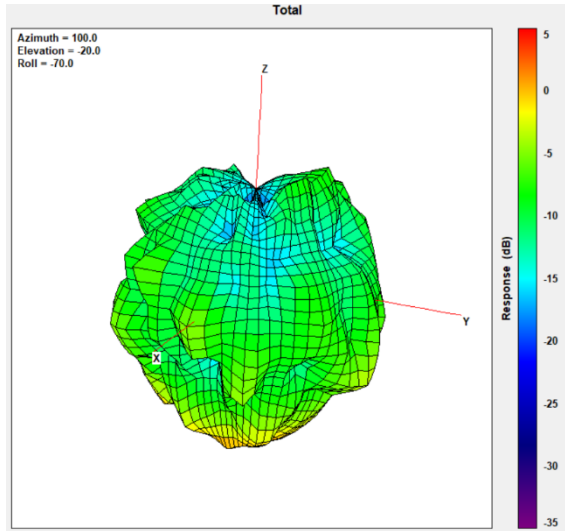 Total
Azimuth = 100.0
Elevation = -20.0
Roll = -70.0
Z
Y
X
5
0
-5
-10
-15
-20
-25
-30
-35
Response (dB)